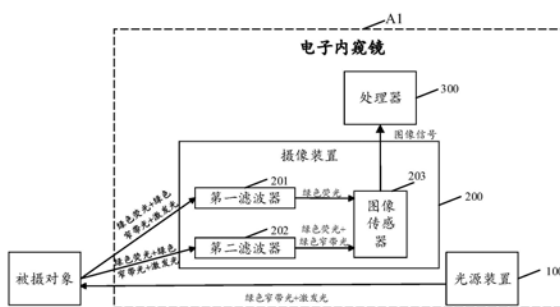 A1
电子内窥镜
处理器
300
图像信号
摄像装置
201
第一滤波器
绿色荧光
203
图像
传感
器
200
202
第二滤波器
绿色荧光+
绿色窄带光
绿色荧光+绿色
窄带光+激发光
绿色荧光+绿色
窄带光+激发光
被摄对象
光源装置
100
绿色窄带光+激发光